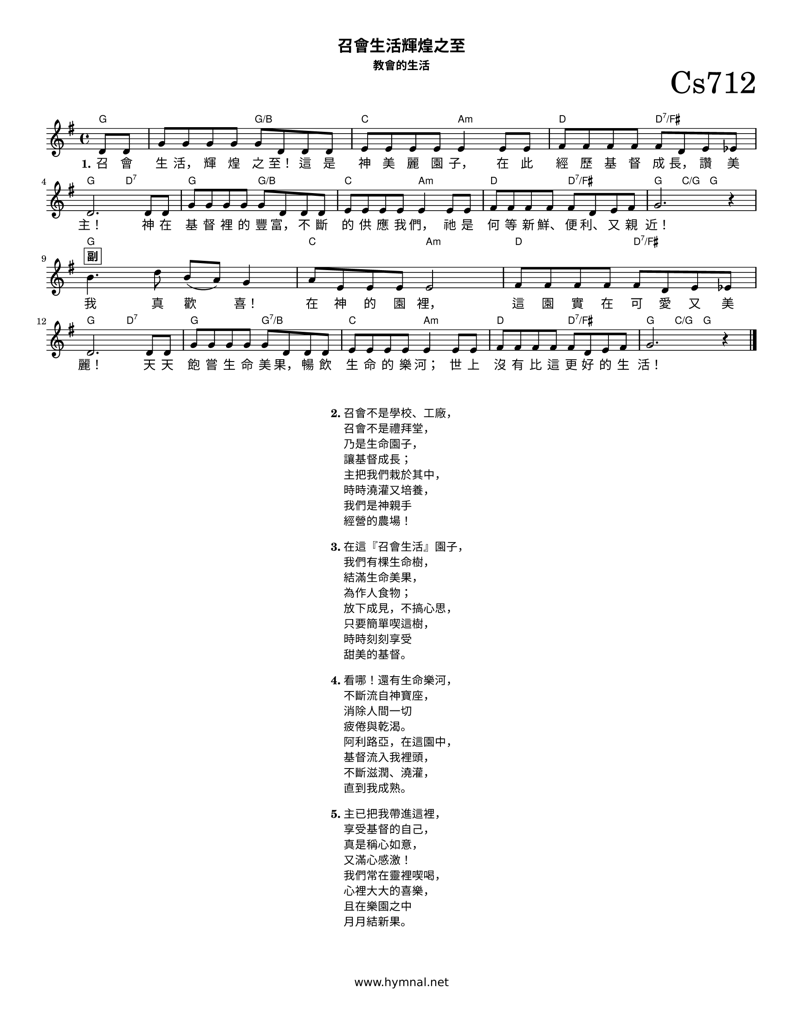 召會生活輝煌之至
教會的生活
Cs712
G G/B C Am D D7/F♯
1. 召 會 生 活， 輝 煌 之 至！ 這 是 神 美 麗 園 子， 在 此 經 歷 基 督 成 長， 讚 美
4 G D7 G G/B C Am D D7/F♯ G C/G G
主！ 神 在 基 督 裡 的 豐 富， 不 斷 的 供 應 我 們， 祂 是 何 等 新 鮮、 便 利、 又 親 近！
9 G C Am D D7/F♯
副
我 真 歡 喜！ 在 神 的 園 裡， 這 園 實 在 可 愛 又 美
12 G D7 G G7/B C Am D D7/F♯ G C/G G
麗！ 天 天 飽 嘗 生 命 美 果， 暢 飲 生 命 的 樂 河； 世 上 沒 有 比 這 更 好 的 生 活！
2. 召會不是學校、工廠，
召會不是禮拜堂，
乃是生命園子，
讓基督成長；
主把我們栽於其中，
時時澆灌又培養，
我們是神親手
經營的農場！
3. 在這『召會生活』園子，
我們有棵生命樹，
結滿生命美果，
為作人食物；
放下成見，不搞心思，
只要簡單喫這樹，
時時刻刻享受
甜美的基督。
4. 看哪！還有生命樂河，
不斷流自神寶座，
消除人間一切
疲倦與乾渴。
阿利路亞，在這園中，
基督流入我裡頭，
不斷滋潤、澆灌，
直到我成熟。
5. 主已把我帶進這裡，
享受基督的自己，
真是稱心如意，
又滿心感激！
我們常在靈裡喫喝，
心裡大大的喜樂，
且在樂園之中
月月結新果。
www.hymnal.net